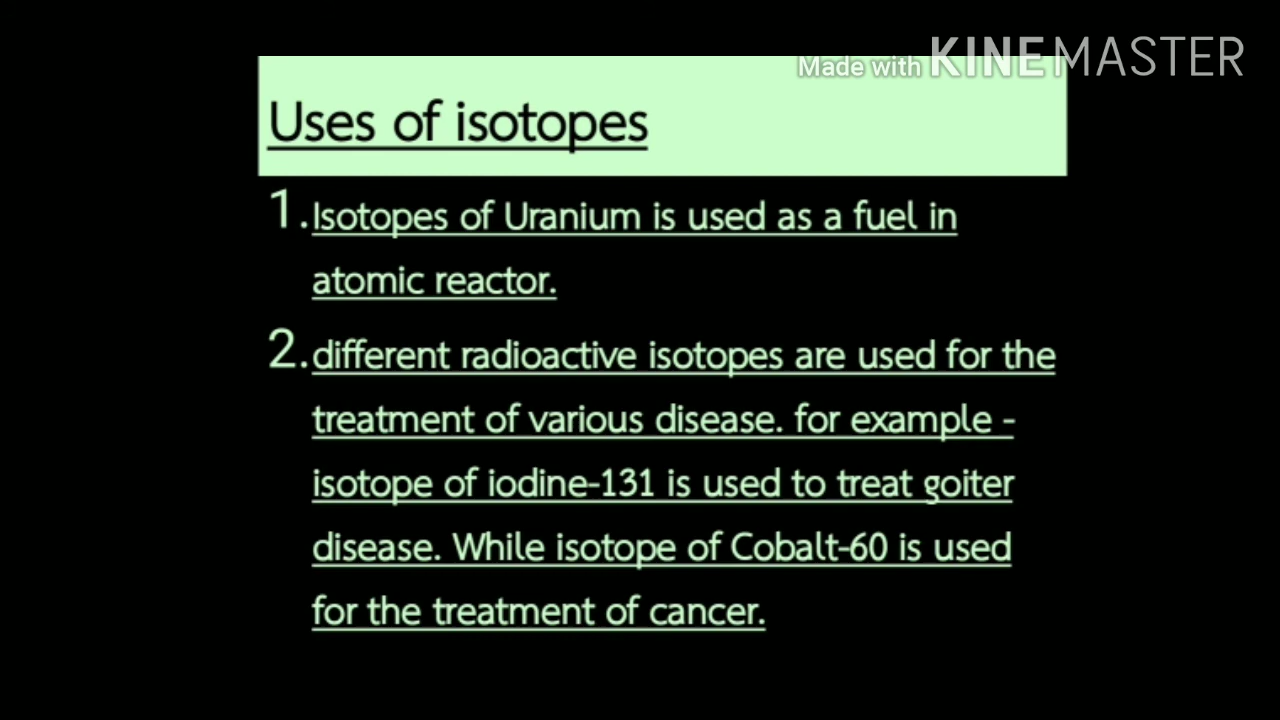 Made with KINEMASTER
Uses of isotopes
1. Isotopes of Uranium is used as a fuel in
atomic reactor.
2. different radioactive isotopes are used for the
treatment of various disease. for example -
isotope of iodine-131 is used to treat goiter
disease. While isotope of Cobalt-60 is used
for the treatment of cancer.